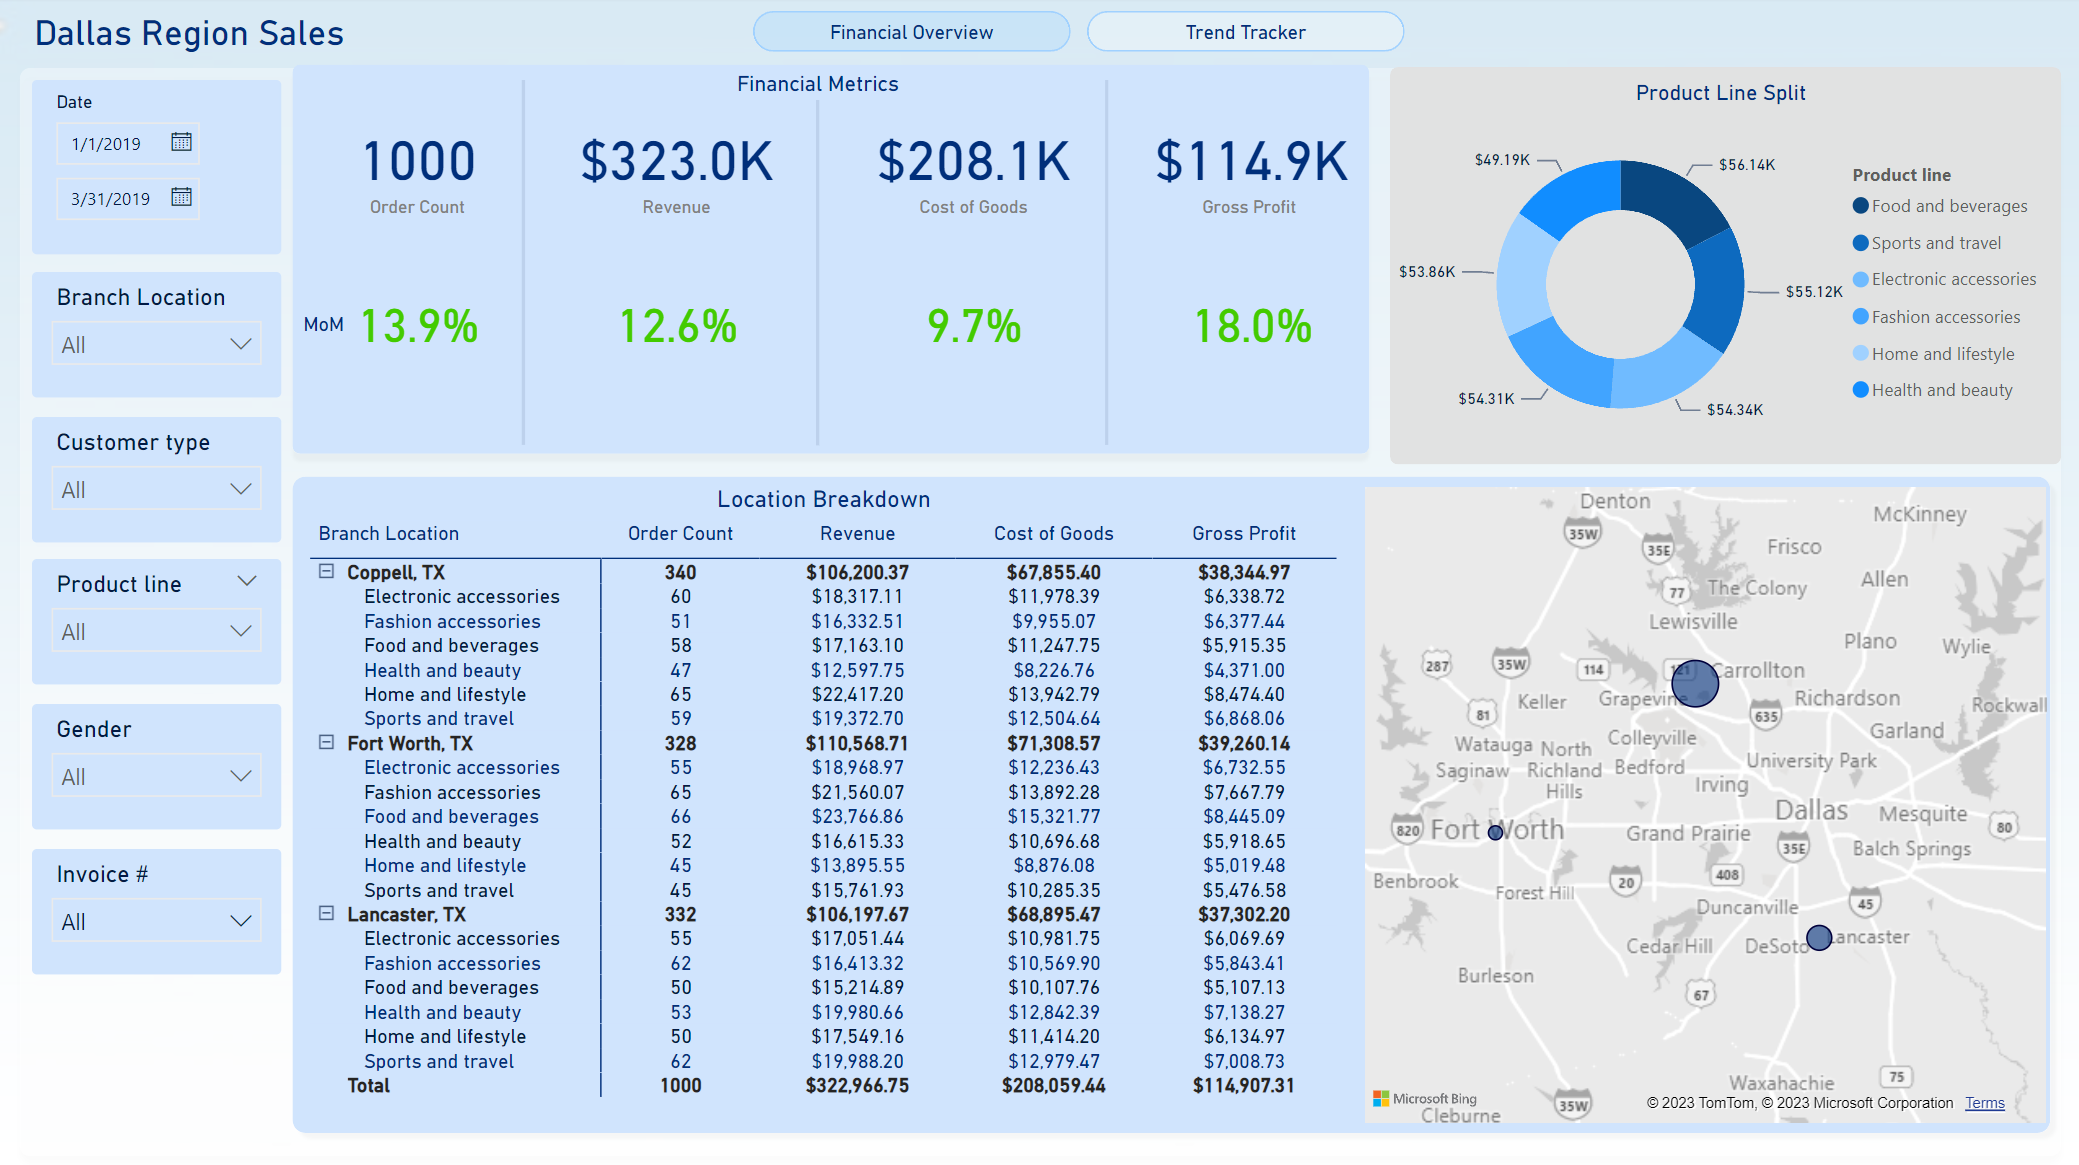 Dallas Region Sales
Financial Overview
Trend Tracker
Date
1/1/2019
3/31/2019
Branch Location
All
Customer type
All
Product line
All
Gender
All
Invoice #
All
Financial Metrics
1000 $323.0K $208.1K $114.9K
Order Count Revenue Cost of Goods Gross Profit
MoM 13.9% 12.6% 9.7% 18.0%
Product Line Split
$49.19K
$56.14K
$53.86K
$55.12K
$54.31K
$54.34K
Product line
Food and beverages
Sports and travel
Electronic accessories
Fashion accessories
Home and lifestyle
Health and beauty
Location Breakdown
Branch Location Order Count Revenue Cost of Goods Gross Profit
Coppell, TX 340 $106,200.37 $67,855.40 $38,344.97
Electronic accessories 60 $18,317.11 $11,978.39 $6,338.72
Fashion accessories 51 $16,332.51 $9,955.07 $6,377.44
Food and beverages 58 $17,163.10 $11,247.75 $5,915.35
Health and beauty 47 $12,597.75 $8,226.76 $4,371.00
Home and lifestyle 65 $22,417.20 $13,942.79 $8,474.40
Sports and travel 59 $19,372.70 $12,504.64 $6,868.06
Fort Worth, TX 328 $110,568.71 $71,308.57 $39,260.14
Electronic accessories 55 $18,968.97 $12,236.43 $6,732.55
Fashion accessories 65 $21,560.07 $13,892.28 $7,667.79
Food and beverages 66 $23,766.86 $15,321.77 $8,445.09
Health and beauty 52 $16,615.33 $10,696.68 $5,918.65
Home and lifestyle 45 $13,895.55 $8,876.08 $5,019.48
Sports and travel 45 $15,761.93 $10,285.35 $5,476.58
Lancaster, TX 332 $106,197.67 $68,895.47 $37,302.20
Electronic accessories 55 $17,051.44 $10,981.75 $6,069.69
Fashion accessories 62 $16,413.32 $10,569.90 $5,843.41
Food and beverages 50 $15,214.89 $10,107.76 $5,107.13
Health and beauty 53 $19,980.66 $12,842.39 $7,138.27
Home and lifestyle 50 $17,549.16 $11,414.20 $6,134.97
Sports and travel 62 $19,988.20 $12,979.47 $7,008.73
Total 1000 $322,966.75 $208,059.44 $114,907.31
Denton
McKinney
35W
35E
Frisco
Allen
77
The Colony
Lewisville
Plano
Wylie
287
35W
114
121
Carrollton
Keller
Grapevine
Richardson
Rockwall
81
635
Garland
Watauga
North
Richland
Hills
Colleyville
Saginaw
Bedford
University Park
Irving
Dallas
Mesquite
820
Fort Worth
Grand Prairie
35E
80
Balch Springs
Benbrook
Forest Hill
20
408
45
Duncanville
Cedar Hill
DeSoto
Lancaster
Burleson
67
Waxahachie
75
Microsoft Bing
Cleburne
35W
© 2023 TomTom, © 2023 Microsoft Corporation Terms